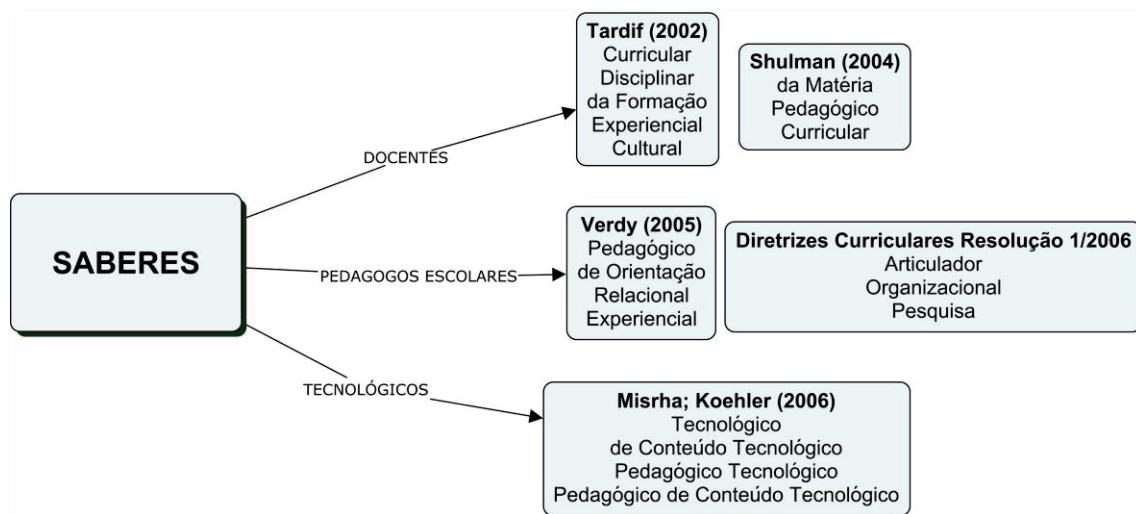 SABERES
DOCENTES
Tardif (2002)
Curricular
Disciplinar
da Formação
Experiencial
Cultural
Shulman (2004)
da Matéria
Pedagógico
Curricular
PEDAGOGOS ESCOLARES
Verdy (2005)
Pedagógico
de Orientação
Relacional
Experiencial
Diretrizes Curriculares Resolução 1/2006
Articulador
Organizacional
Pesquisa
TECNOLÓGICOS
Misrha; Koehler (2006)
Tecnológico
de Conteúdo Tecnológico
Pedagógico Tecnológico
Pedagógico de Conteúdo Tecnológico